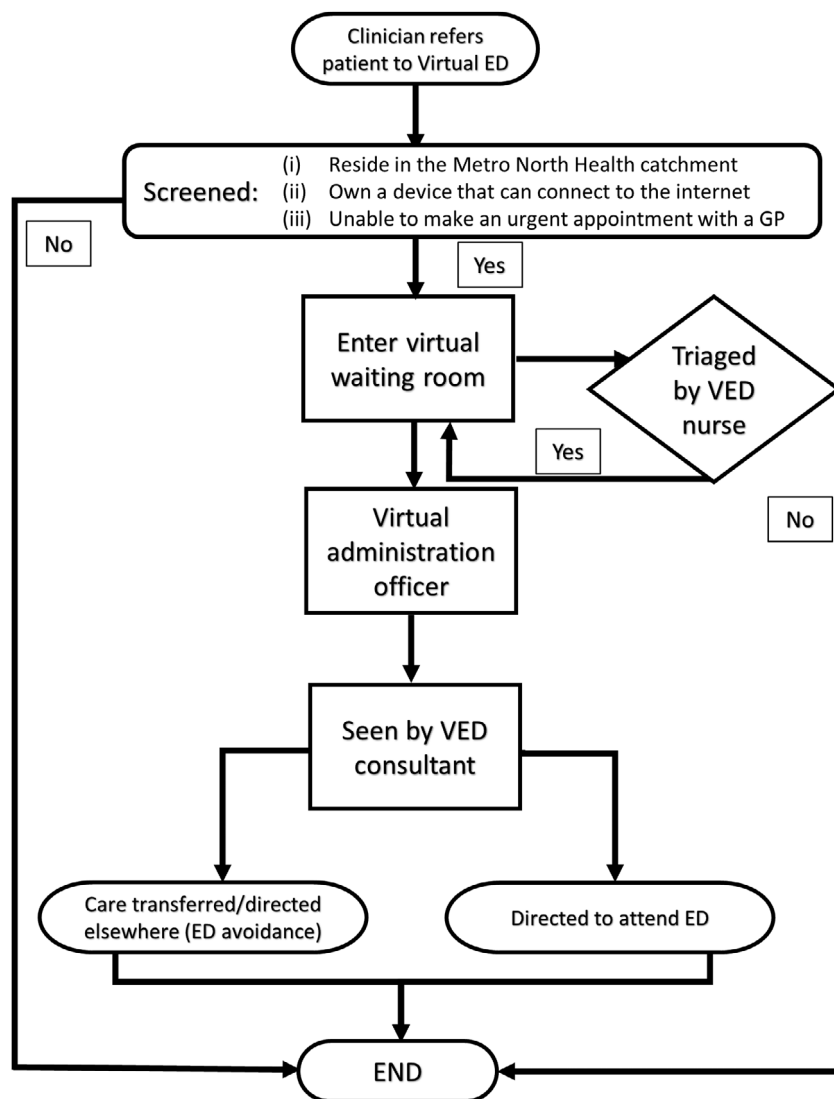 Clinician refers
patient to Virtual ED
Screened:
(i) Reside in the Metro North Health catchment
(ii) Own a device that can connect to the internet
(iii) Unable to make an urgent appointment with a GP
No
Yes
Enter virtual
waiting room
Triaged
by VED
nurse
Yes
No
Virtual
administration
officer
Seen by VED
consultant
Care transferred/directed
elsewhere (ED avoidance)
Directed to attend ED
END